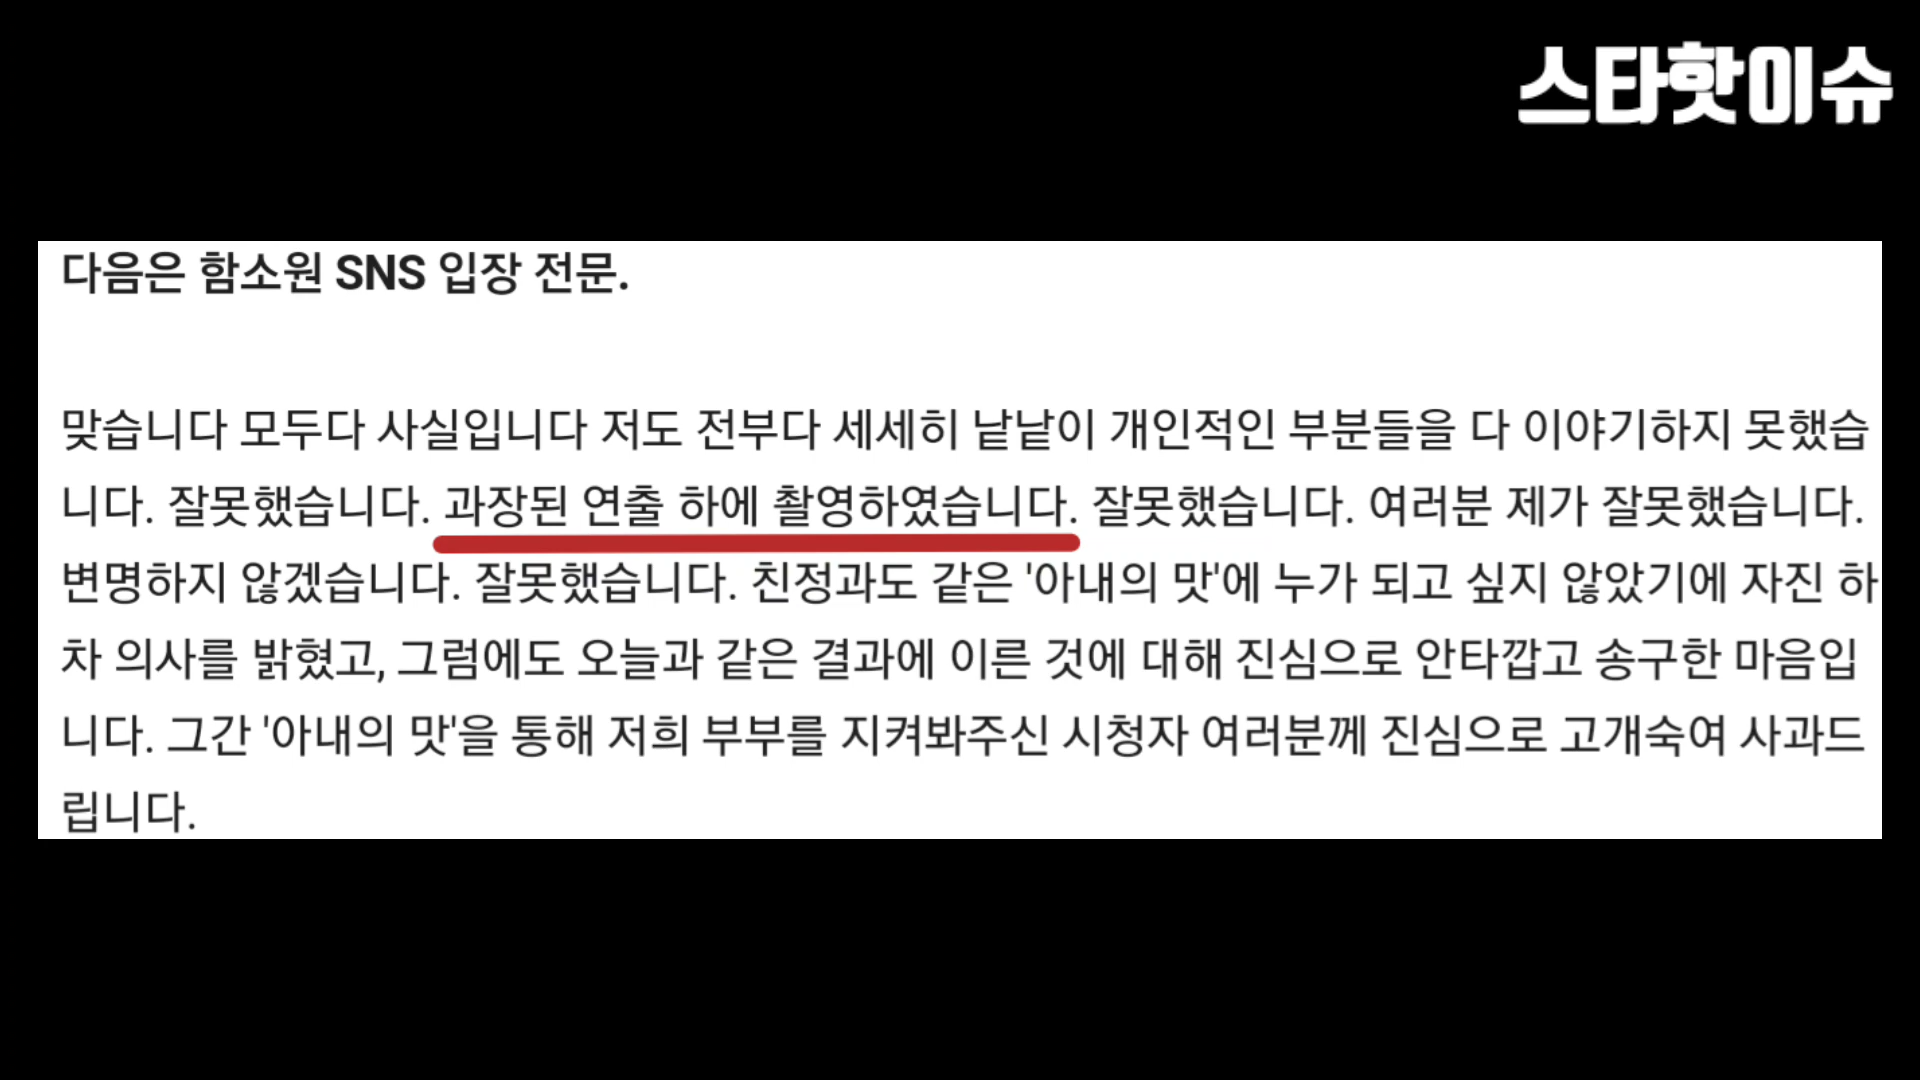 스타핫이슈
다음은 함소원 SNS 입장 전문.
맞습니다 모두다 사실입니다 저도 전부다 세세히 낱낱이 개인적인 부분들을 다 이야기하지 못했습
니다. 잘못했습니다. 과장된 연출 하에 촬영하였습니다. 잘못했습니다. 여러분 제가 잘못했습니다.
변명하지 않겠습니다. 잘못했습니다. 친정과도 같은 '아내의 맛'에 누가 되고 싶지 않았기에 자진 하
차 의사를 밝혔고, 그럼에도 오늘과 같은 결과에 이른 것에 대해 진심으로 안타깝고 송구한 마음입
니다. 그간 '아내의 맛'을 통해 저희 부부를 지켜봐주신 시청자 여러분께 진심으로 고개숙여 사과드
립니다.